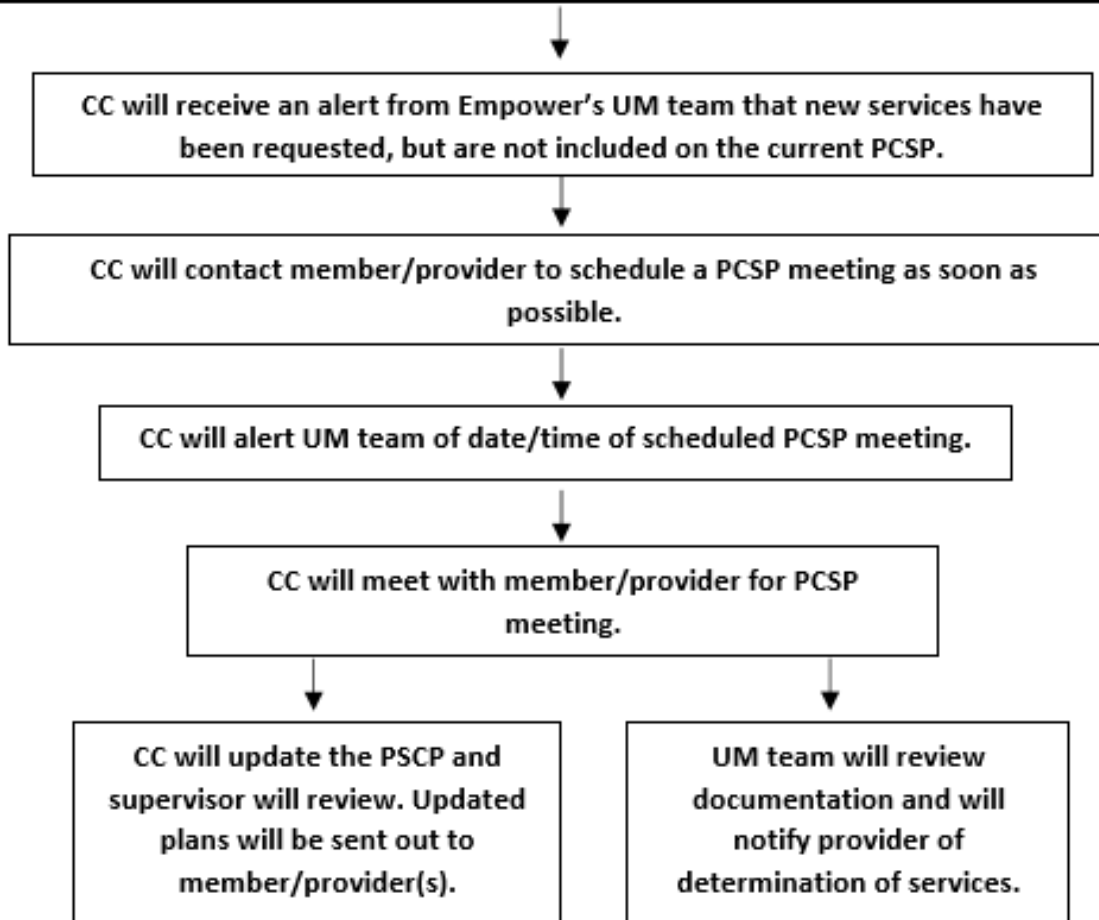 CC will receive an alert from Empower’s UM team that new services have
been requested, but are not included on the current PCSP.
CC will contact member/provider to schedule a PCSP meeting as soon as
possible.
CC will alert UM team of date/time of scheduled PCSP meeting.
CC will meet with member/provider for PCSP
meeting.
CC will update the PSCP and
supervisor will review. Updated
plans will be sent out to
member/provider(s).
UM team will review
documentation and will
notify provider of
determination of services.